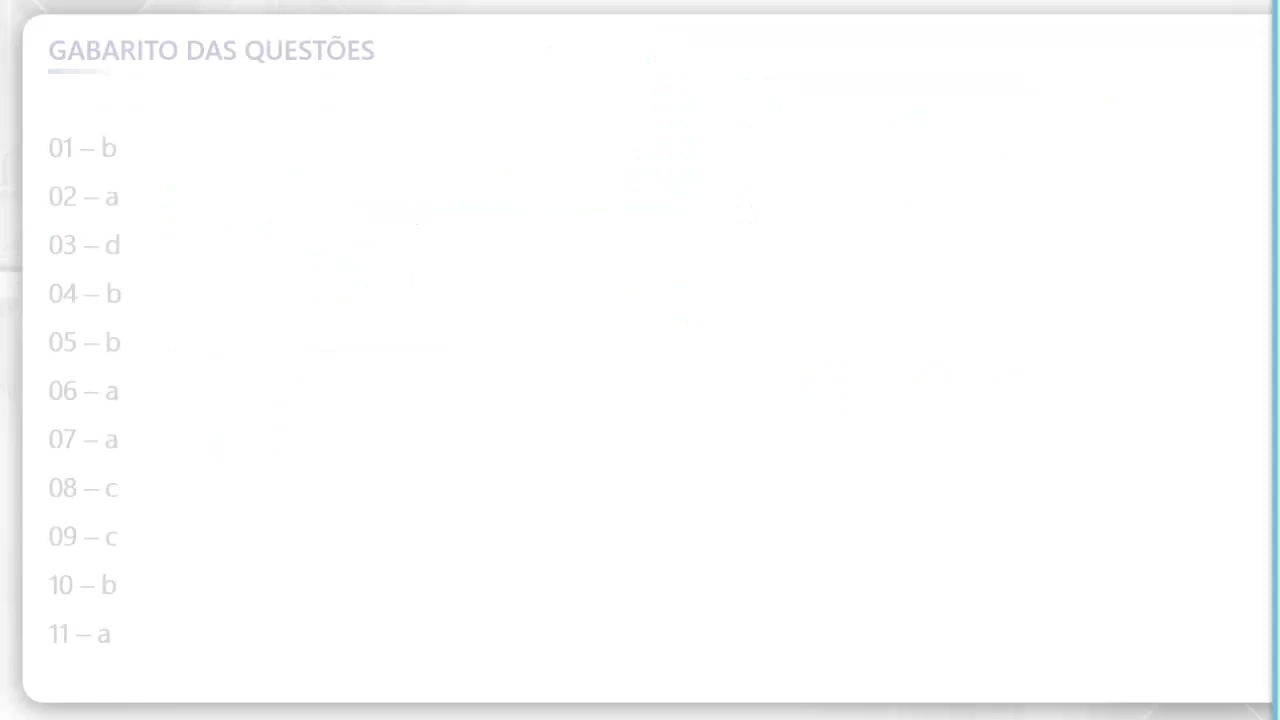 GABARITO DAS QUESTÕES
01 – b
02 – a
03 – d
04 – b
05 – b
06 – a
07 – a
08 – c
09 – c
10 – b
11 – a